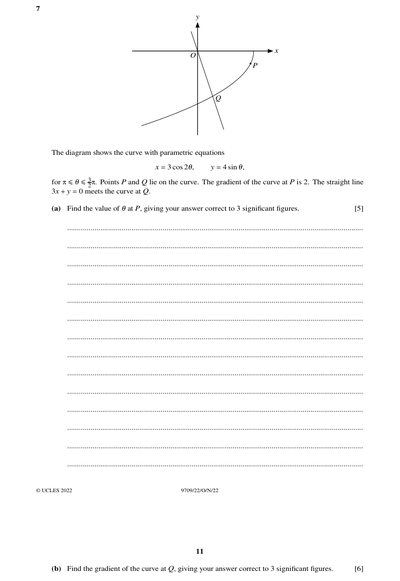 7
y
O
x
P
Q
The diagram shows the curve with parametric equations
x = 3 cos 2θ, y = 4 sin θ,
for π ⩽ θ ⩽ 3/2 π. Points P and Q lie on the curve. The gradient of the curve at P is 2. The straight line
3x + y = 0 meets the curve at Q.
(a) Find the value of θ at P, giving your answer correct to 3 significant figures. [5]
© UCLES 2022 9709/22/O/N/22
11
(b) Find the gradient of the curve at Q, giving your answer correct to 3 significant figures. [6]